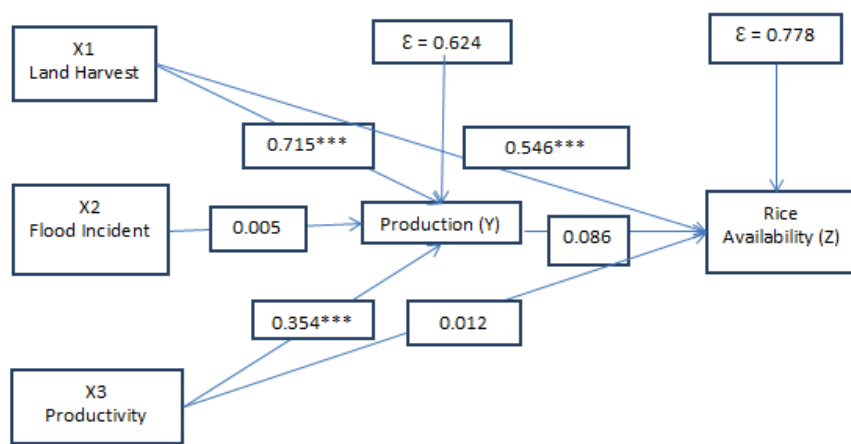 X1
Land Harvest
Ɛ = 0.624
Ɛ = 0.778
0.715***
0.546***
X2
Flood Incident
0.005
Production (Y)
0.086
Rice
Availability (Z)
0.354***
0.012
X3
Productivity